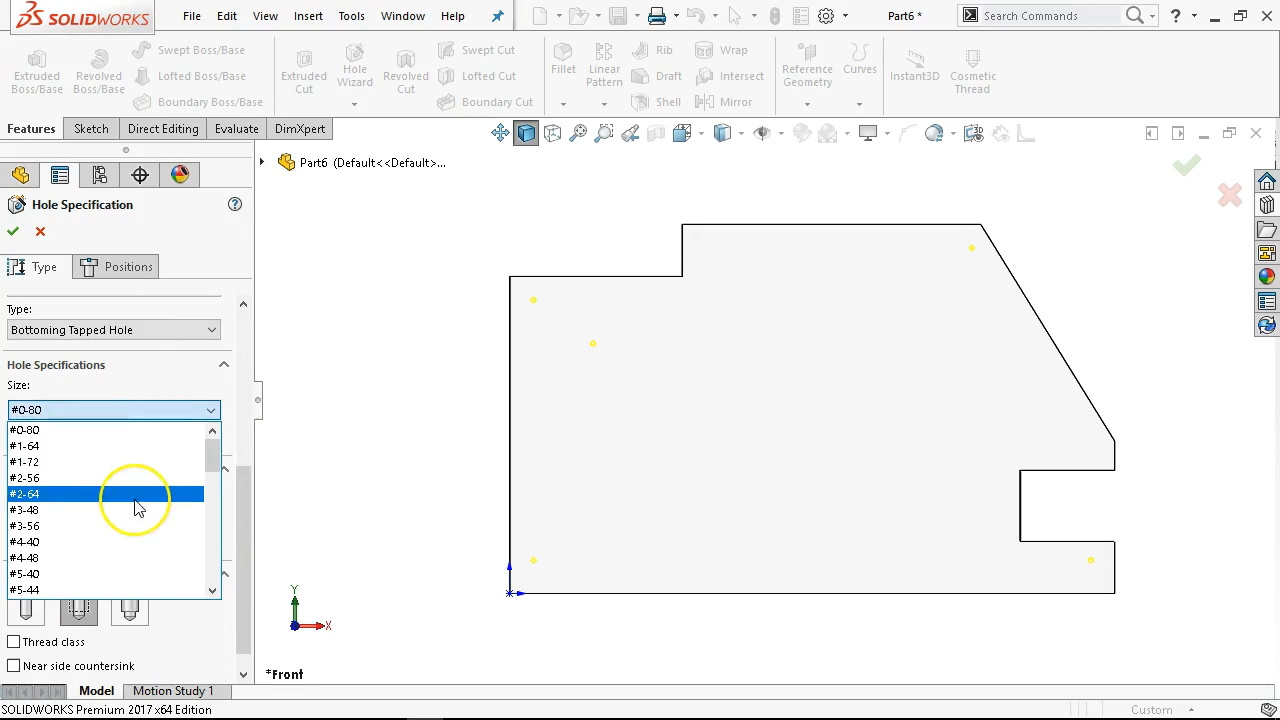 SOLIDWORKS File Edit View Insert Tools Window Help Part6 * Search Commands ?
Extruded Boss/Base Revolved Boss/Base Swept Boss/Base Lofted Boss/Base Boundary Boss/Base Extruded Cut Hole Wizard Revolved Cut Swept Cut Lofted Cut Boundary Cut Fillet Linear Pattern Rib Draft Shell Wrap Intersect Mirror Reference Geometry Curves Instant3D Cosmetic Thread
Features Sketch Direct Editing Evaluate DimXpert
Part6 (Default<<Default>...
Hole Specification ?
Type Positions
Type:
Bottoming Tapped Hole
Hole Specifications
Size:
#0-80
#0-80
#1-64
#1-72
#2-56
#2-64
#3-48
#3-56
#4-40
#4-48
#5-40
#5-44
Thread class
Near side countersink
Y
X
*Front
Model Motion Study 1
SOLIDWORKS Premium 2017 x64 Edition Custom